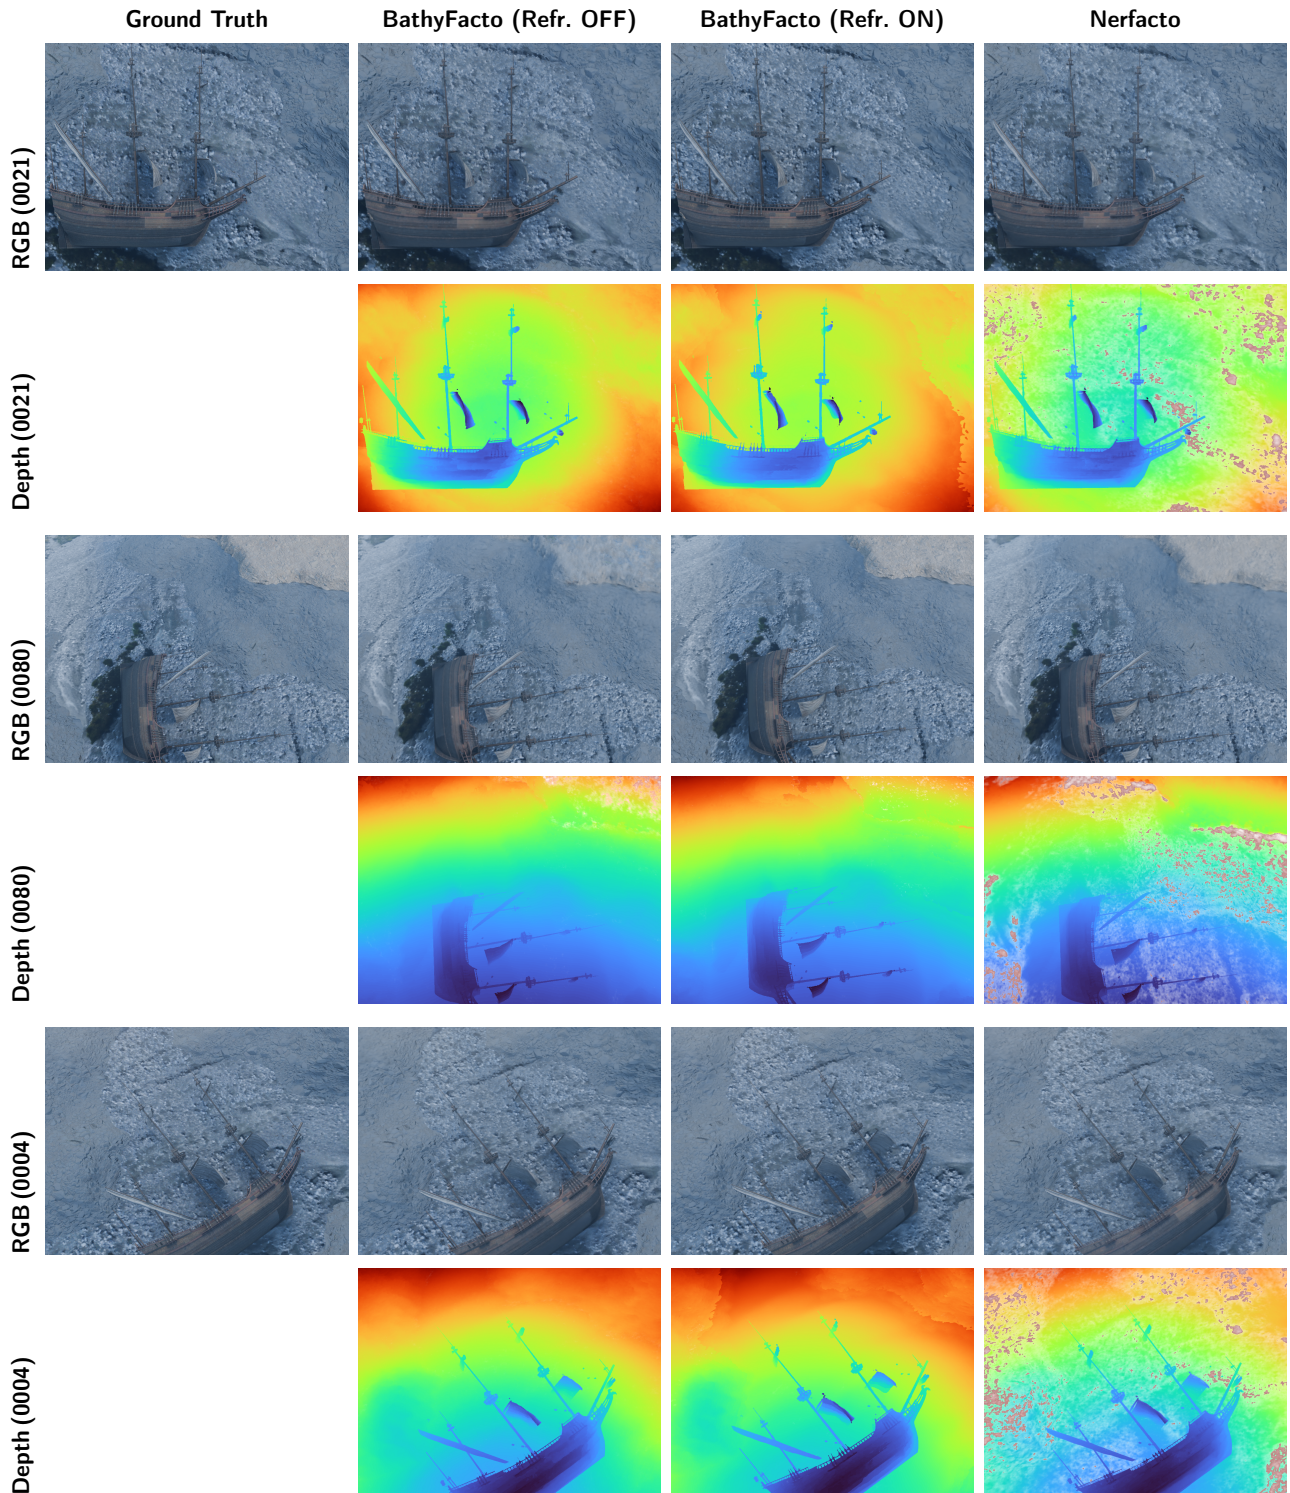 Ground Truth
BathyFacto (Refr. OFF)
BathyFacto (Refr. ON)
Nerfacto
RGB (0021)
Depth (0021)
RGB (0080)
Depth (0080)
RGB (0004)
Depth (0004)